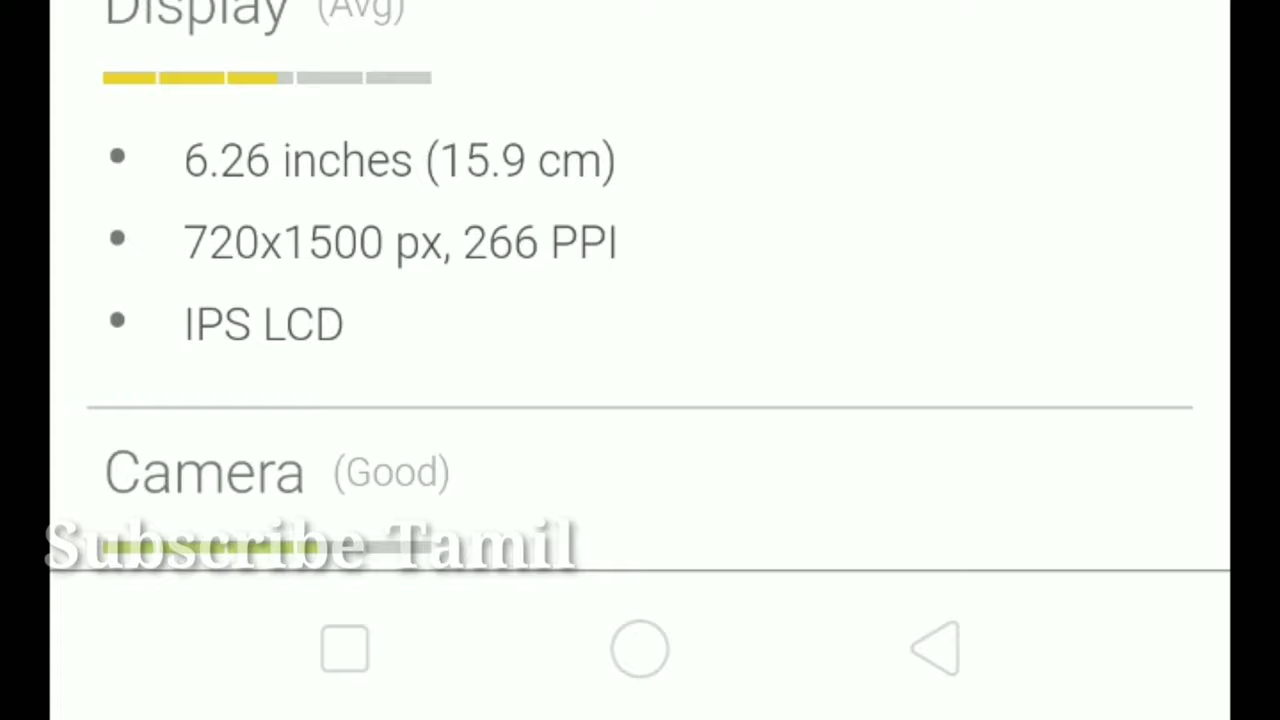 Display (Avg)
• 6.26 inches (15.9 cm)
• 720x1500 px, 266 PPI
• IPS LCD
Camera (Good)
Subscribe Tamil